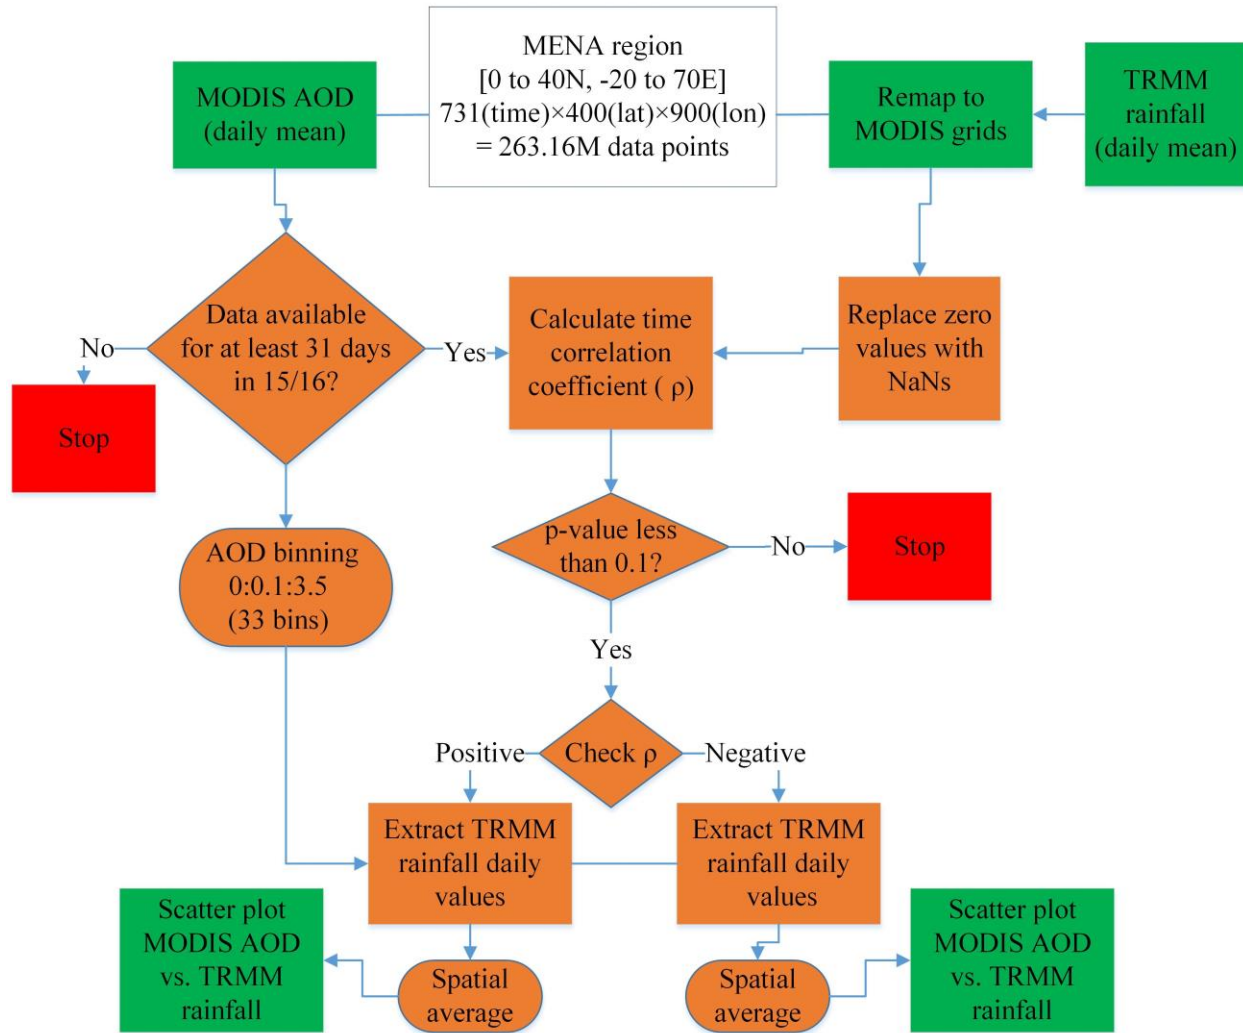 MODIS AOD
(daily mean)
MENA region
[0 to 40N, -20 to 70E]
731(time)×400(lat)×900(lon)
= 263.16M data points
Remap to
MODIS grids
TRMM
rainfall
(daily mean)
Data available
for at least 31 days
in 15/16?
No
Yes
Stop
Calculate time
correlation
coefficient ( ρ)
Replace zero
values with
NaNs
AOD binning
0:0.1:3.5
(33 bins)
p-value less
than 0.1?
No
Stop
Yes
Check ρ
Positive
Negative
Extract TRMM
rainfall daily
values
Extract TRMM
rainfall daily
values
Scatter plot
MODIS AOD
vs. TRMM
rainfall
Spatial
average
Spatial
average
Scatter plot
MODIS AOD
vs. TRMM
rainfall